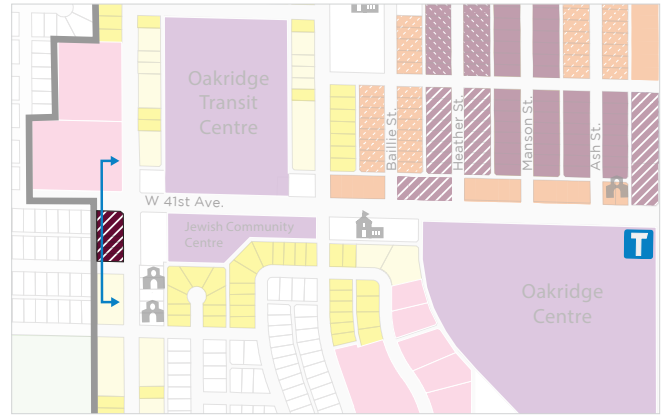 Oakridge
Transit
Centre
Baillie St.
Heather St.
Manson St.
Ash St.
W 41st Ave.
Jewish Community
Centre
T
Oakridge
Centre